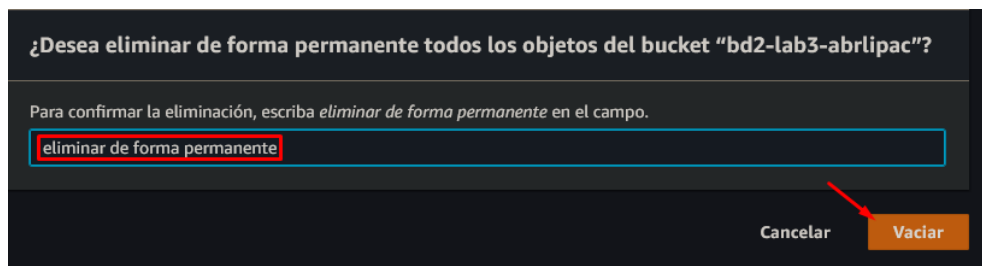 ¿Desea eliminar de forma permanente todos los objetos del bucket “bd2-lab3-abrlipac”?
Para confirmar la eliminación, escriba eliminar de forma permanente en el campo.
eliminar de forma permanente
Cancelar
Vaciar